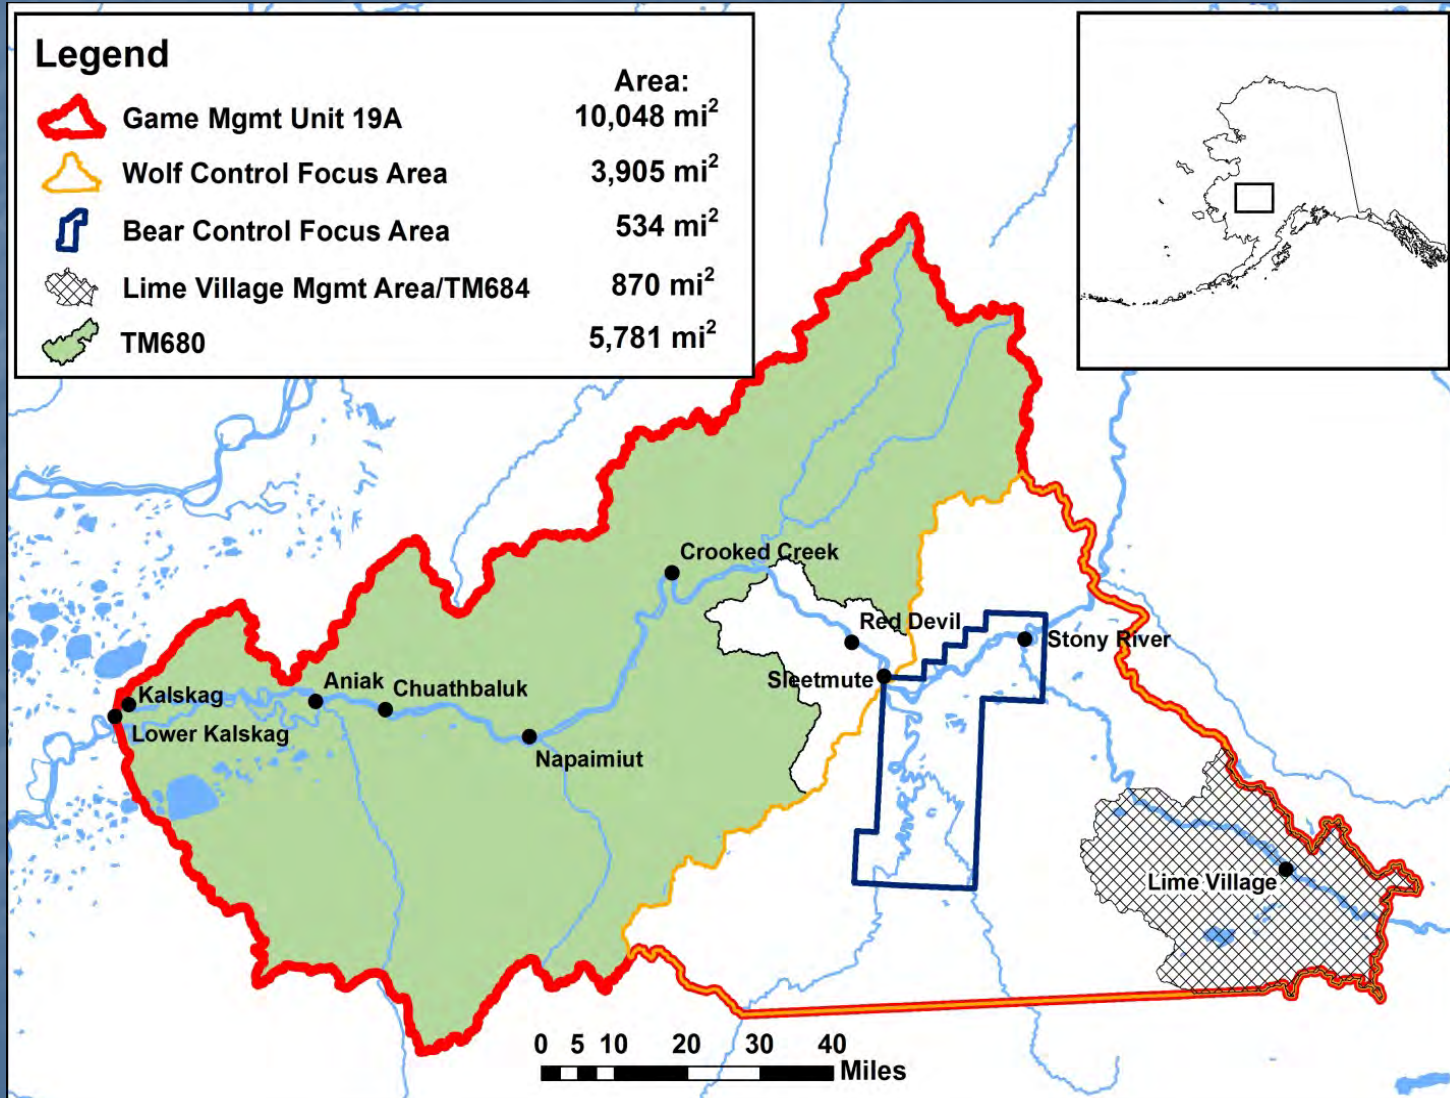 Legend
Area:
Game Mgmt Unit 19A 10,048 mi²
Wolf Control Focus Area 3,905 mi²
Bear Control Focus Area 534 mi²
Lime Village Mgmt Area/TM684 870 mi²
TM680 5,781 mi²
Crooked Creek
Red Devil
Stony River
Sleetmute
Kalskag
Aniak
Chuathbaluk
Lower Kalskag
Napaimiut
Lime Village
0 5 10 20 30 40
Miles